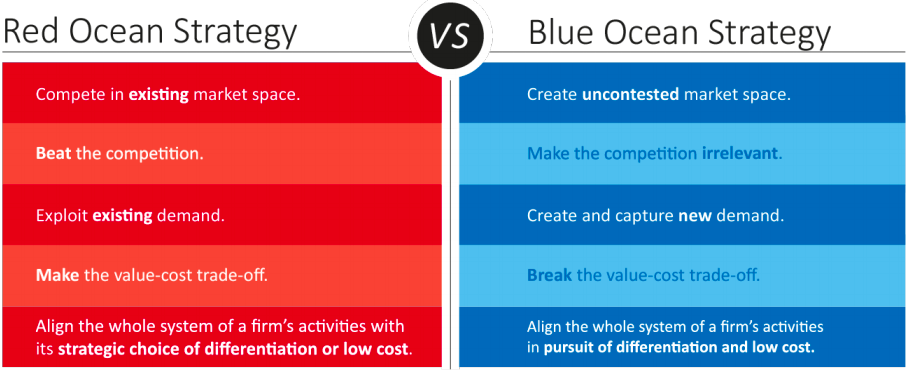 Red Ocean Strategy
VS
Blue Ocean Strategy
Compete in existing market space.
Create uncontested market space.
Beat the competition.
Make the competition irrelevant.
Exploit existing demand.
Create and capture new demand.
Make the value-cost trade-off.
Break the value-cost trade-off.
Align the whole system of a firm’s activities with
its strategic choice of differentiation or low cost.
Align the whole system of a firm’s activities
in pursuit of differentiation and low cost.